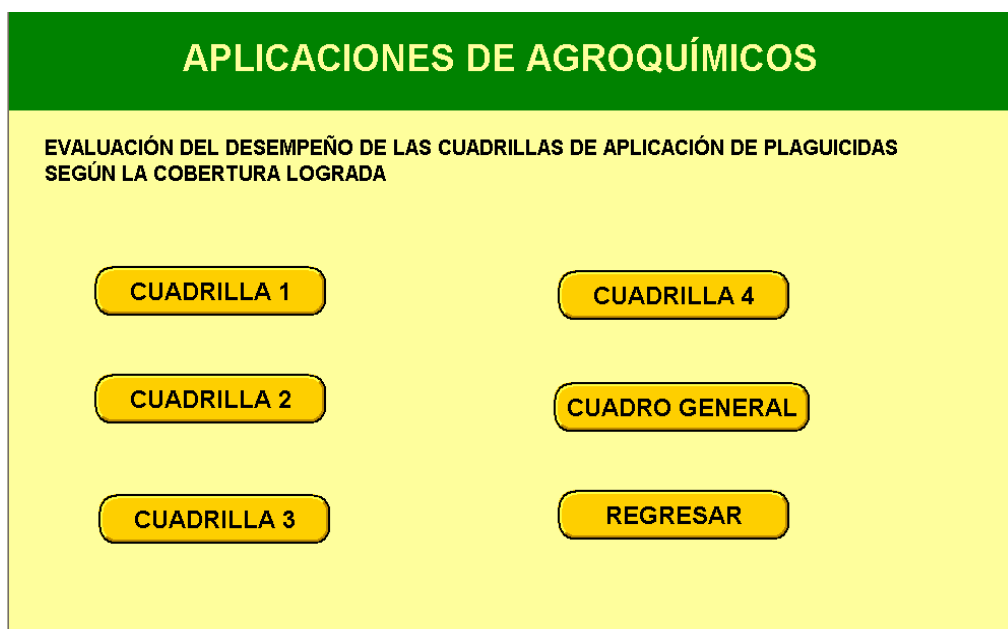 APLICACIONES DE AGROQUÍMICOS
EVALUACIÓN DEL DESEMPEÑO DE LAS CUADRILLAS DE APLICACIÓN DE PLAGUICIDAS
SEGÚN LA COBERTURA LOGRADA
CUADRILLA 1
CUADRILLA 2
CUADRILLA 3
CUADRILLA 4
CUADRO GENERAL
REGRESAR